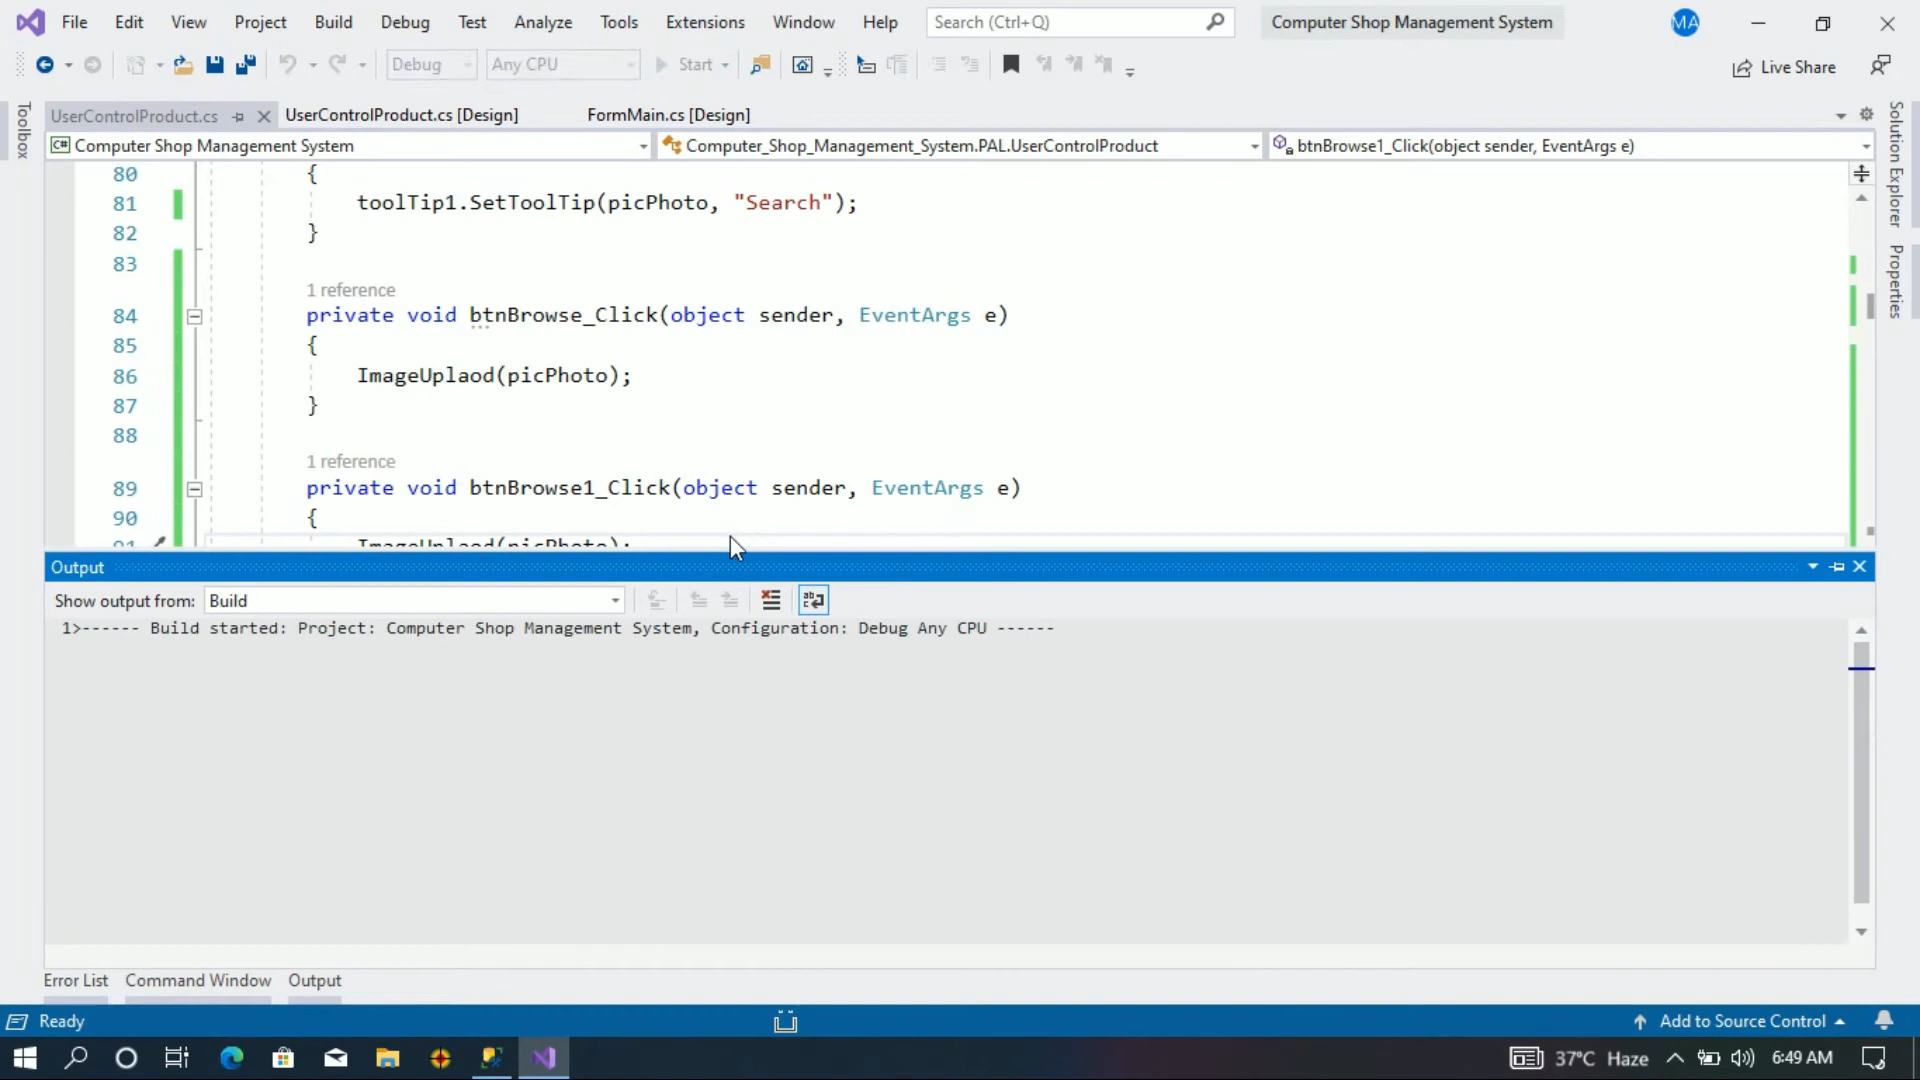 File Edit View Project Build Debug Test Analyze Tools Extensions Window Help Search (Ctrl+Q) Computer Shop Management System MA
Debug Any CPU Start Live Share
UserControlProduct.cs UserControlProduct.cs [Design] FormMain.cs [Design]
C# Computer Shop Management System Computer_Shop_Management_System.PAL.UserControlProduct btnBrowse1_Click(object sender, EventArgs e)
Toolbox
Solution Explorer
Properties
80 {
81 toolTip1.SetToolTip(picPhoto, "Search");
82 }
83
1 reference
84 private void btnBrowse_Click(object sender, EventArgs e)
85 {
86 ImageUplaod(picPhoto);
87 }
88
1 reference
89 private void btnBrowse1_Click(object sender, EventArgs e)
90 {
91 ImageUplaod(picPhoto);
Output
Show output from: Build
1>------ Build started: Project: Computer Shop Management System, Configuration: Debug Any CPU ------
Error List Command Window Output
Ready Add to Source Control
37°C Haze 6:49 AM